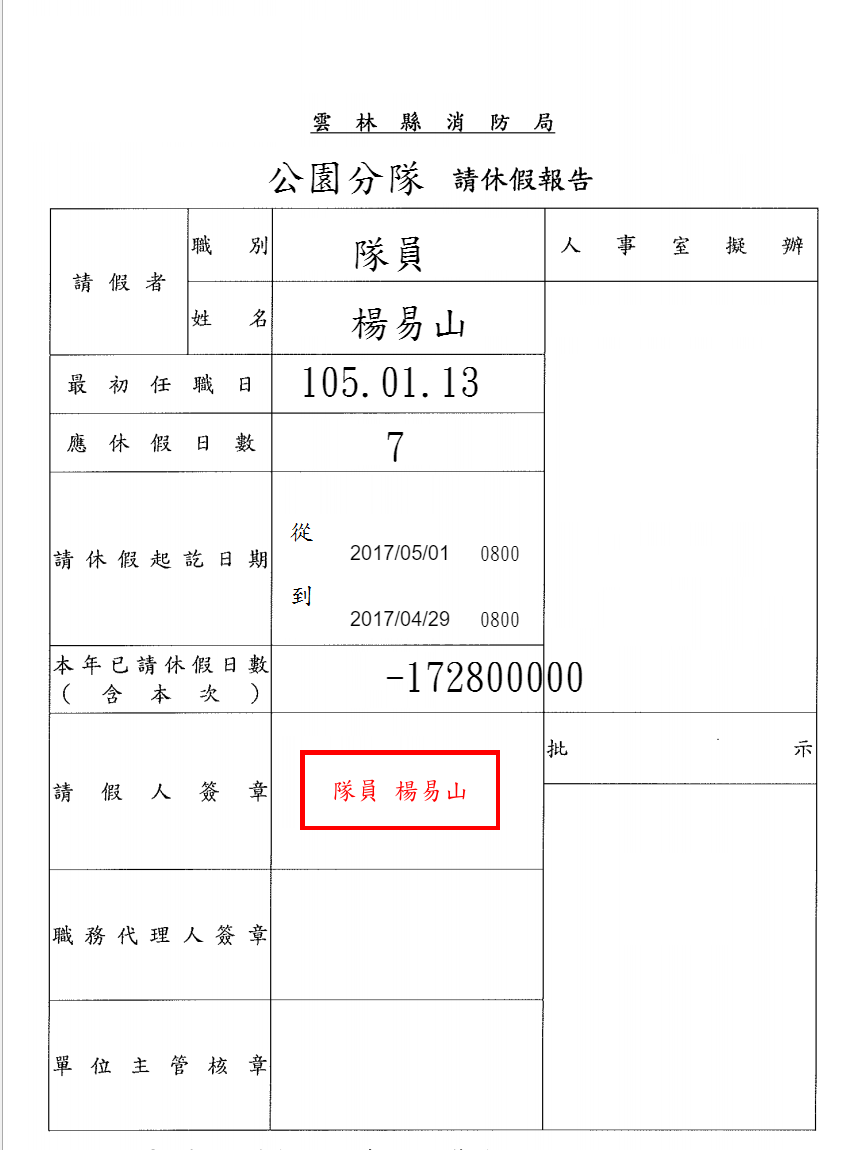 雲林縣消防局
公園分隊 請休假報告
請假者
職別
隊員
人事室擬辦
姓名
楊易山
最初任職日
105.01.13
應休假日數
7
請休假起訖日期
從
2017/05/01 0800
到
2017/04/29 0800
本年已請休假日數
(含本次)
-172800000
請假人簽章
隊員 楊易山
批示
職務代理人簽章
單位主管核章